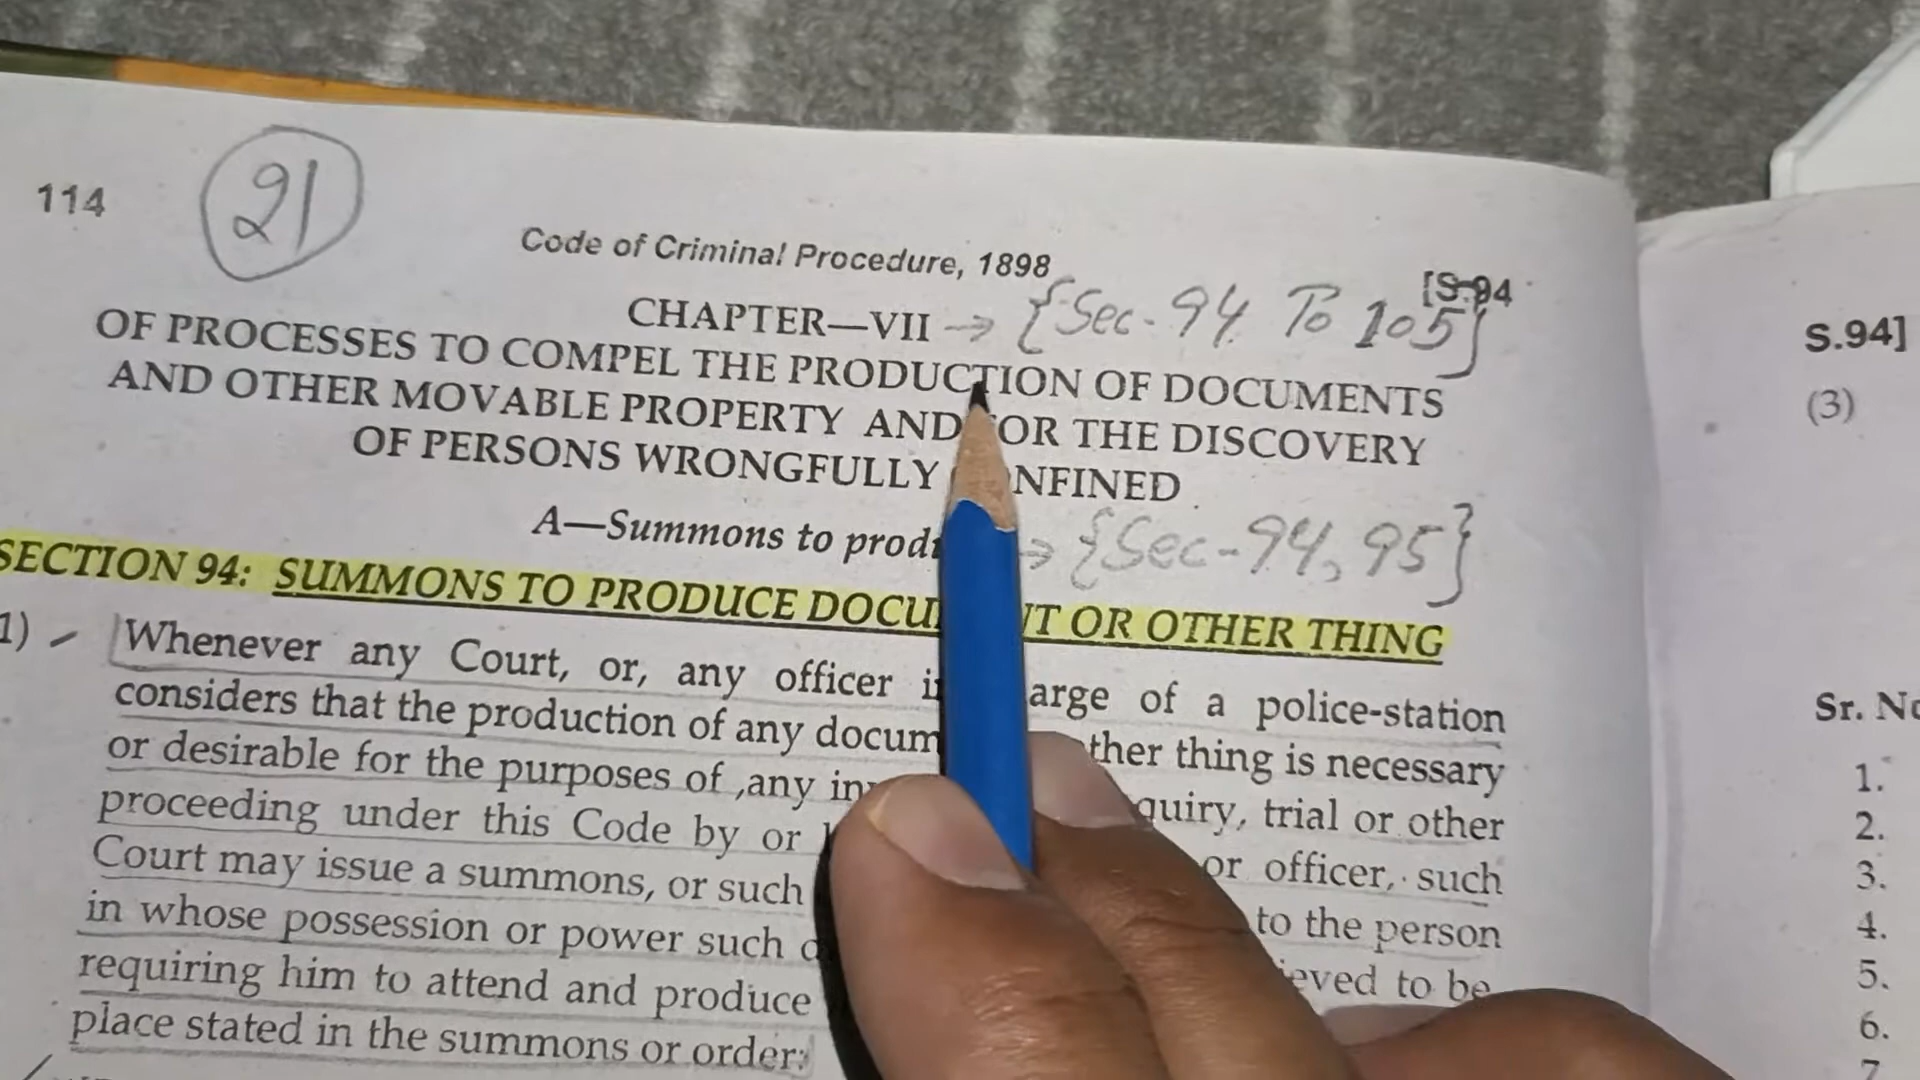 114
21
Code of Criminal Procedure, 1898
[S.94
CHAPTER—VII → {Sec-94 To 105}
OF PROCESSES TO COMPEL THE PRODUCTION OF DOCUMENTS
AND OTHER MOVABLE PROPERTY AND FOR THE DISCOVERY
OF PERSONS WRONGFULLY NFINED
A—Summons to prod → {Sec-94, 95}
SECTION 94: SUMMONS TO PRODUCE DOCU NT OR OTHER THING
1) Whenever any Court, or, any officer i arge of a police-station
considers that the production of any docum ther thing is necessary
or desirable for the purposes of ,any in quiry, trial or other
proceeding under this Code by or or officer, such
Court may issue a summons, or such to the person
in whose possession or power such ieved to be
requiring him to attend and produce
place stated in the summons or order:
S.94]
(3)
Sr. No
1.
2.
3.
4.
5.
6.
7